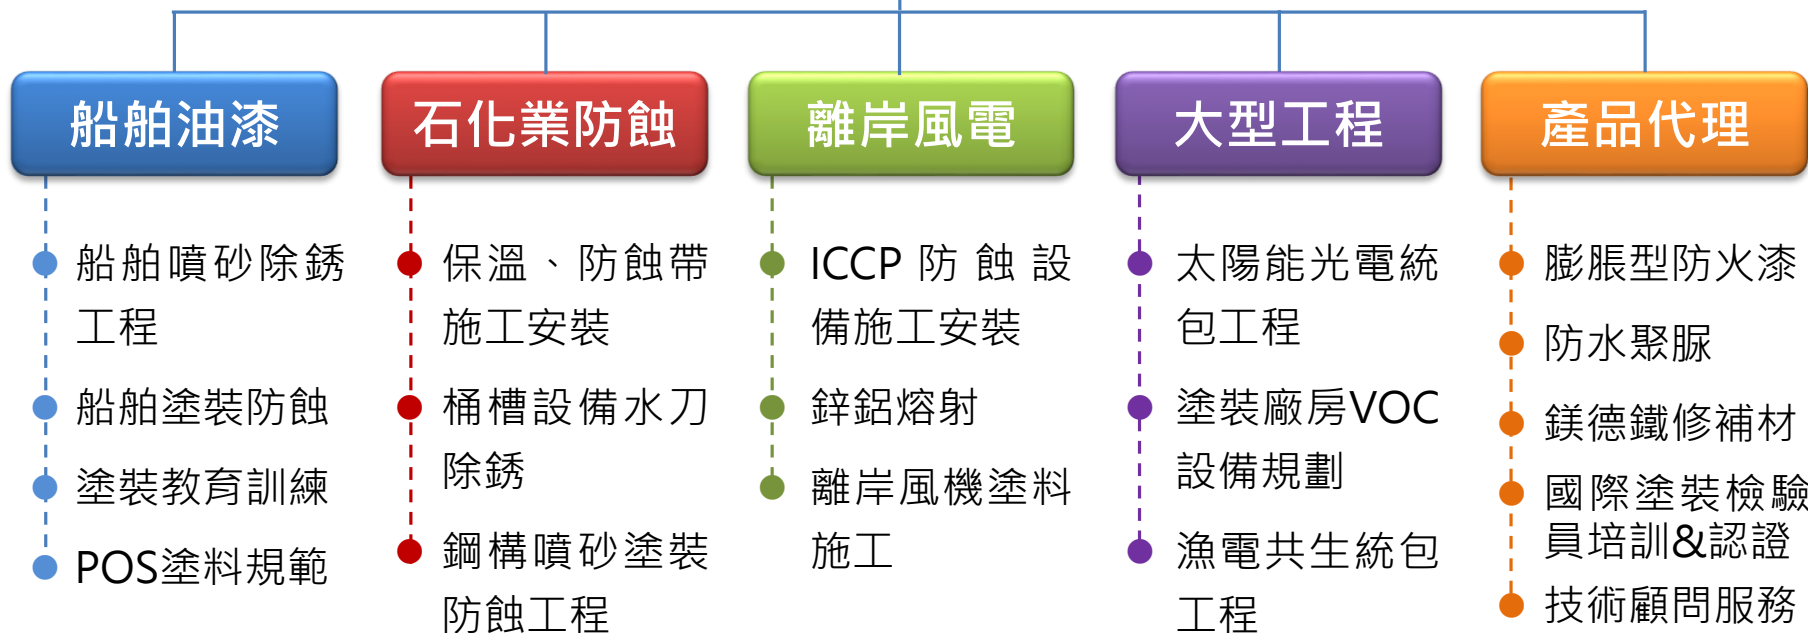 船舶油漆
船舶噴砂除銹
工程
船舶塗裝防蝕
塗裝教育訓練
POS塗料規範
石化業防蝕
保溫、防蝕帶
施工安裝
桶槽設備水刀
除銹
鋼構噴砂塗裝
防蝕工程
離岸風電
ICCP防蝕設
備施工安裝
鋅鋁熔射
離岸風機塗料
施工
大型工程
太陽能光電統
包工程
塗裝廠房VOC
設備規劃
漁電共生統包
工程
產品代理
膨脹型防火漆
防水聚脲
鎂德鐵修補材
國際塗裝檢驗
員培訓&認證
技術顧問服務